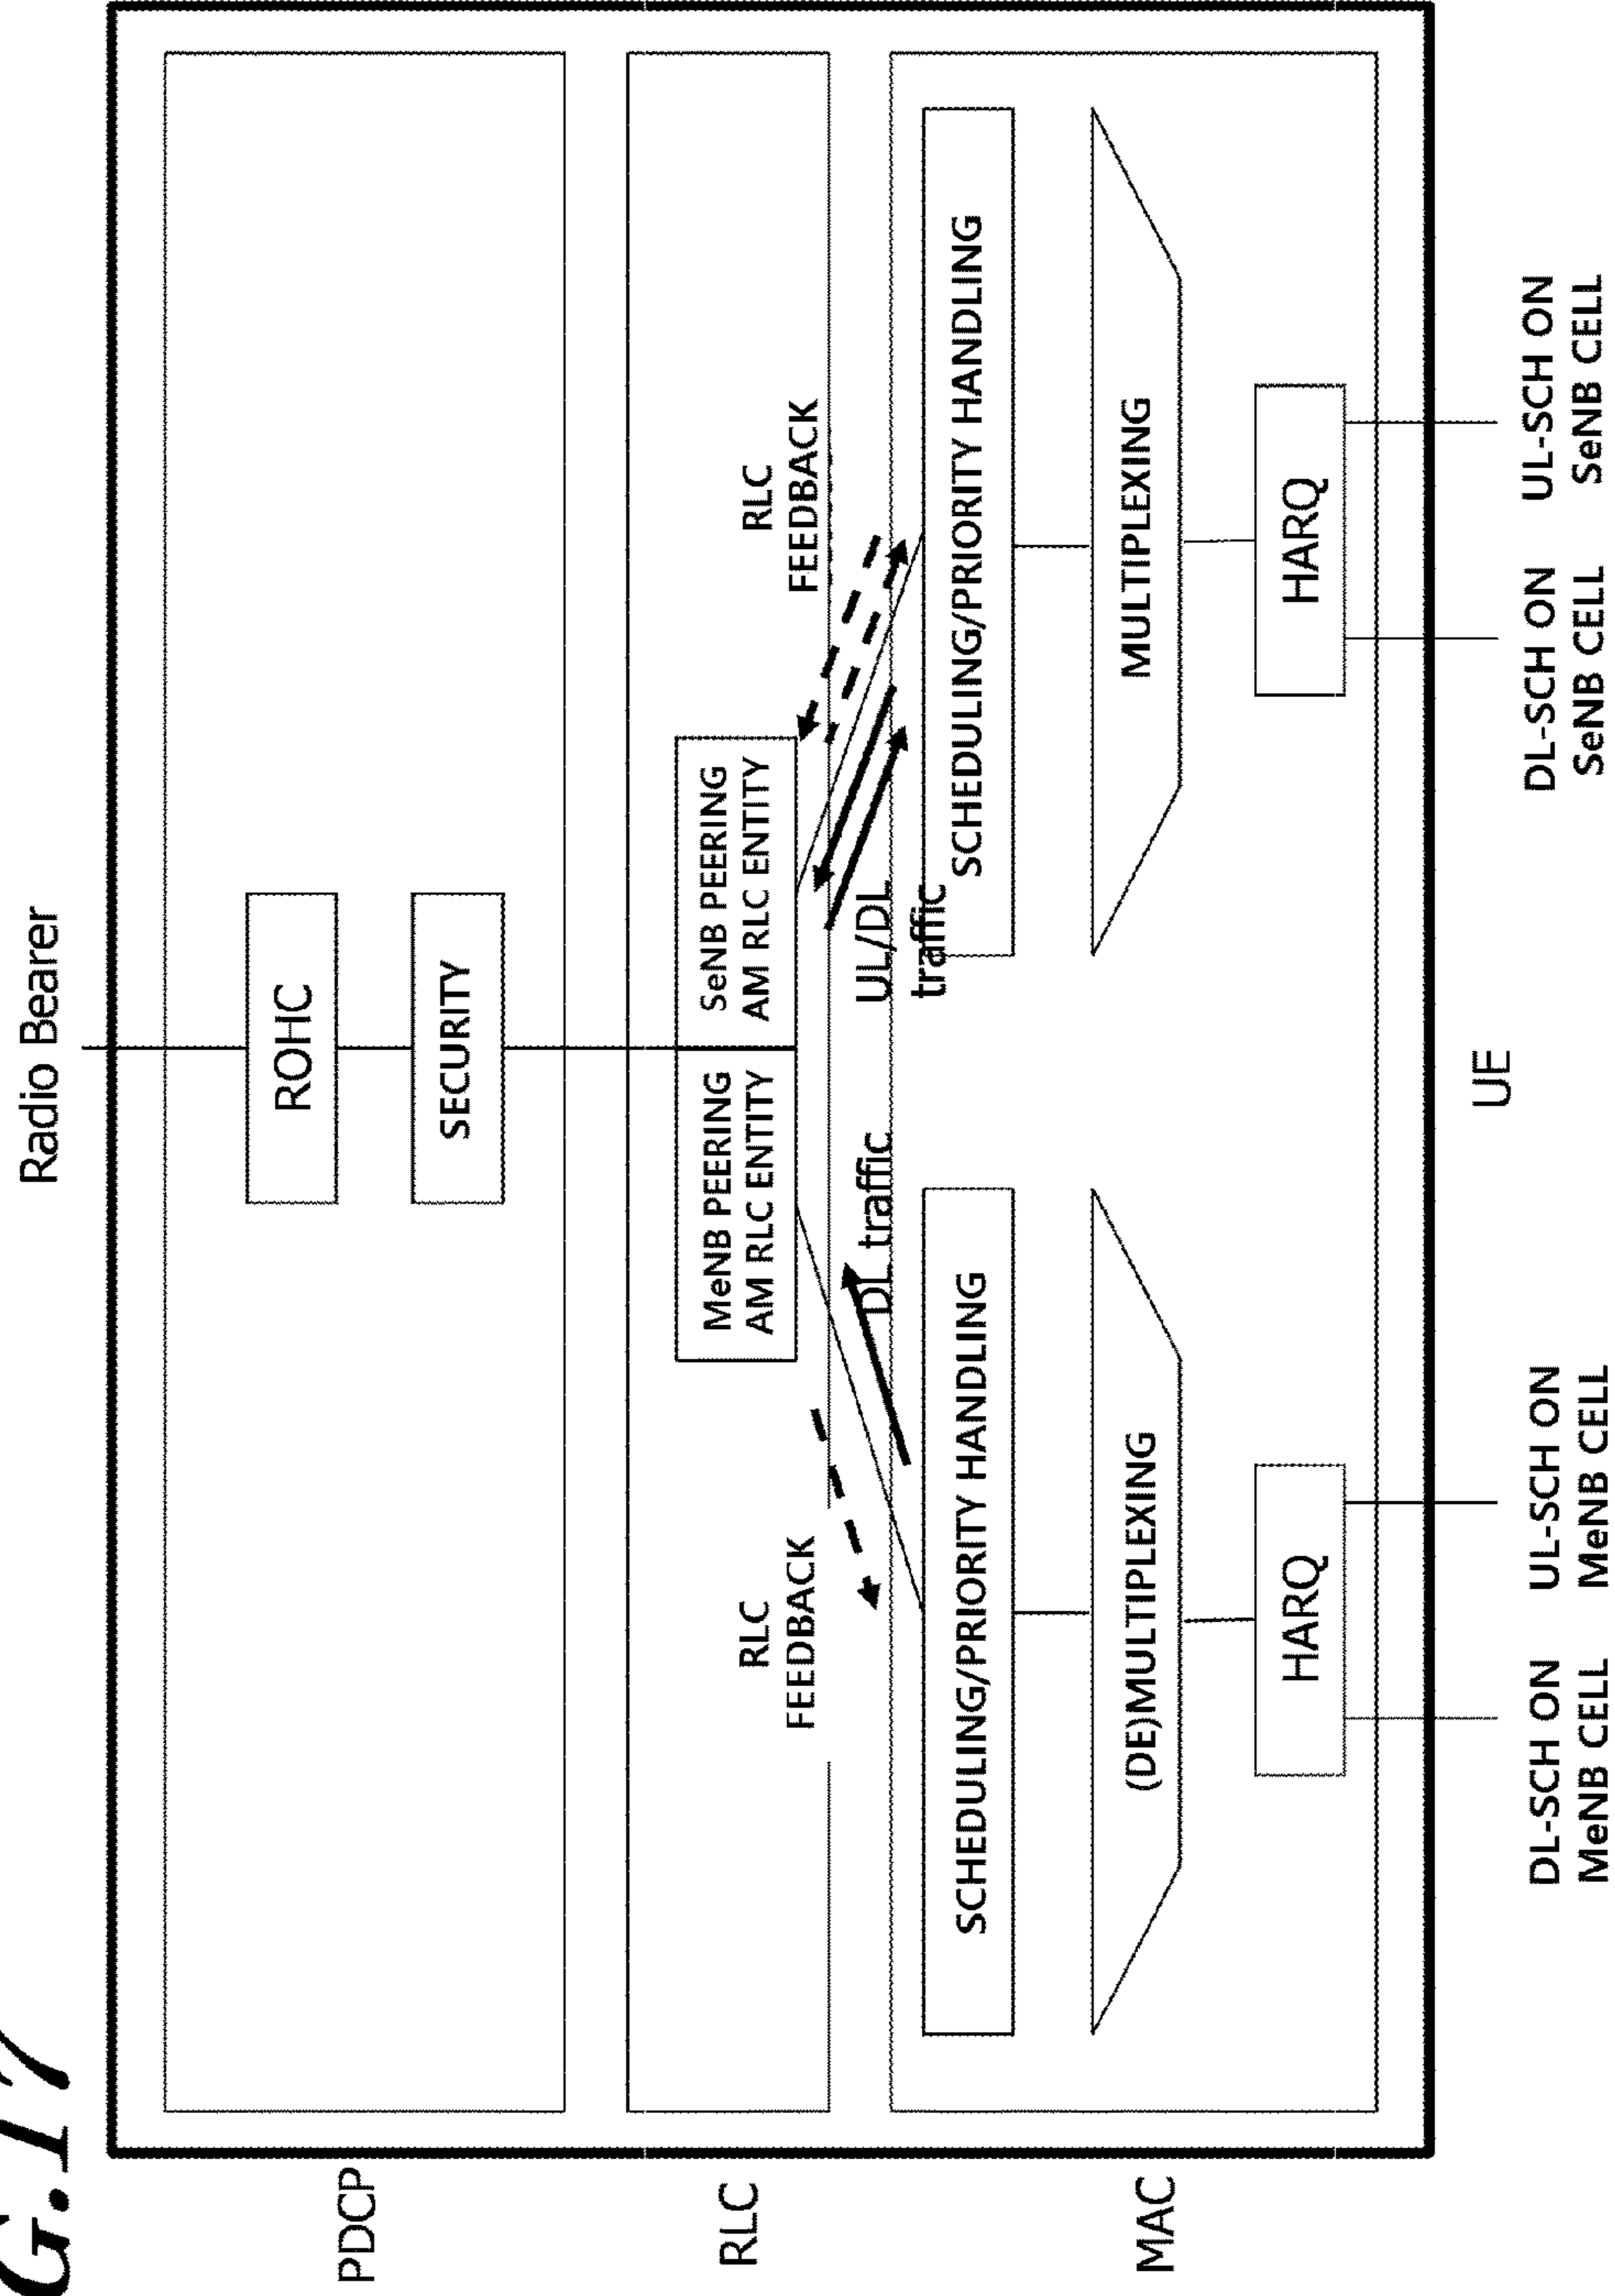 G.17
Radio Bearer
PDCP
ROHC
SECURITY
RLC
MeNB PEERING
AM RLC ENTITY
SeNB PEERING
AM RLC ENTITY
RLC
FEEDBACK
DL traffic
UL/DL
traffic
RLC
FEEDBACK
MAC
SCHEDULING/PRIORITY HANDLING
SCHEDULING/PRIORITY HANDLING
(DE)MULTIPLEXING
MULTIPLEXING
HARQ
HARQ
DL-SCH ON
MeNB CELL
UL-SCH ON
MeNB CELL
UE
DL-SCH ON
SeNB CELL
UL-SCH ON
SeNB CELL